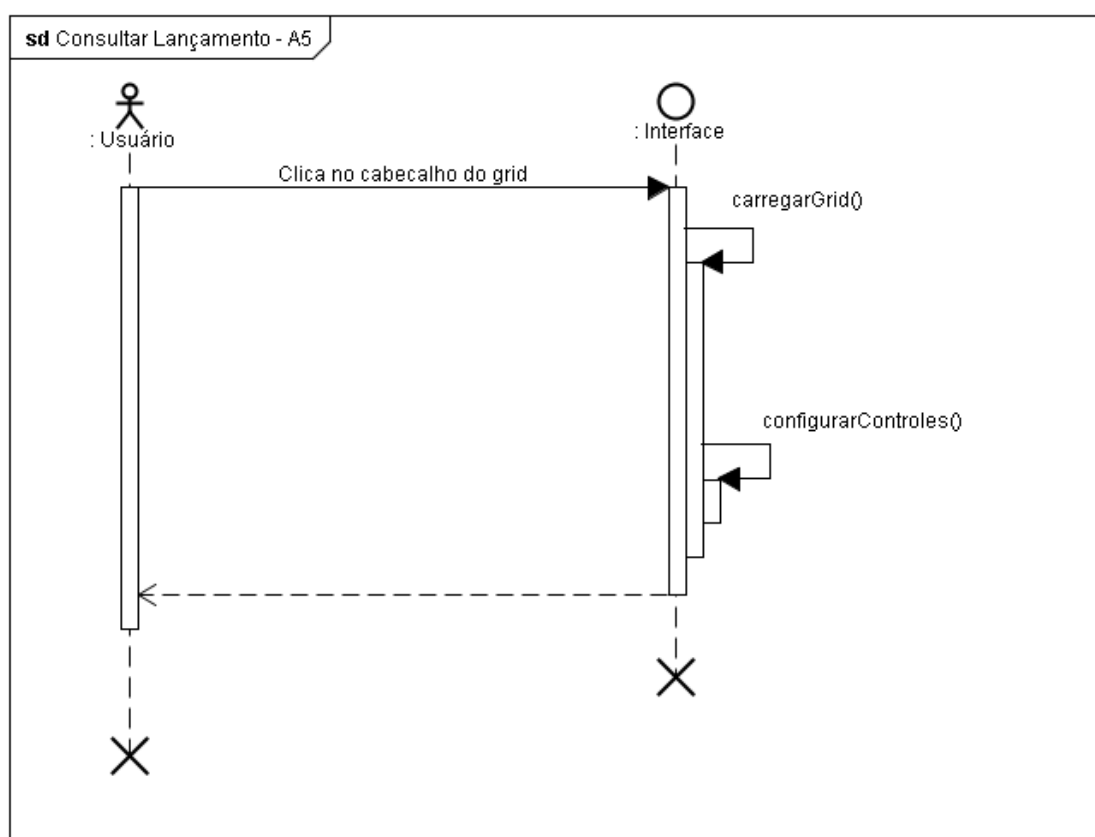 sd Consultar Lançamento - A5
: Usuário
: Interface
Clica no cabecalho do grid
carregarGrid()
configurarControles()